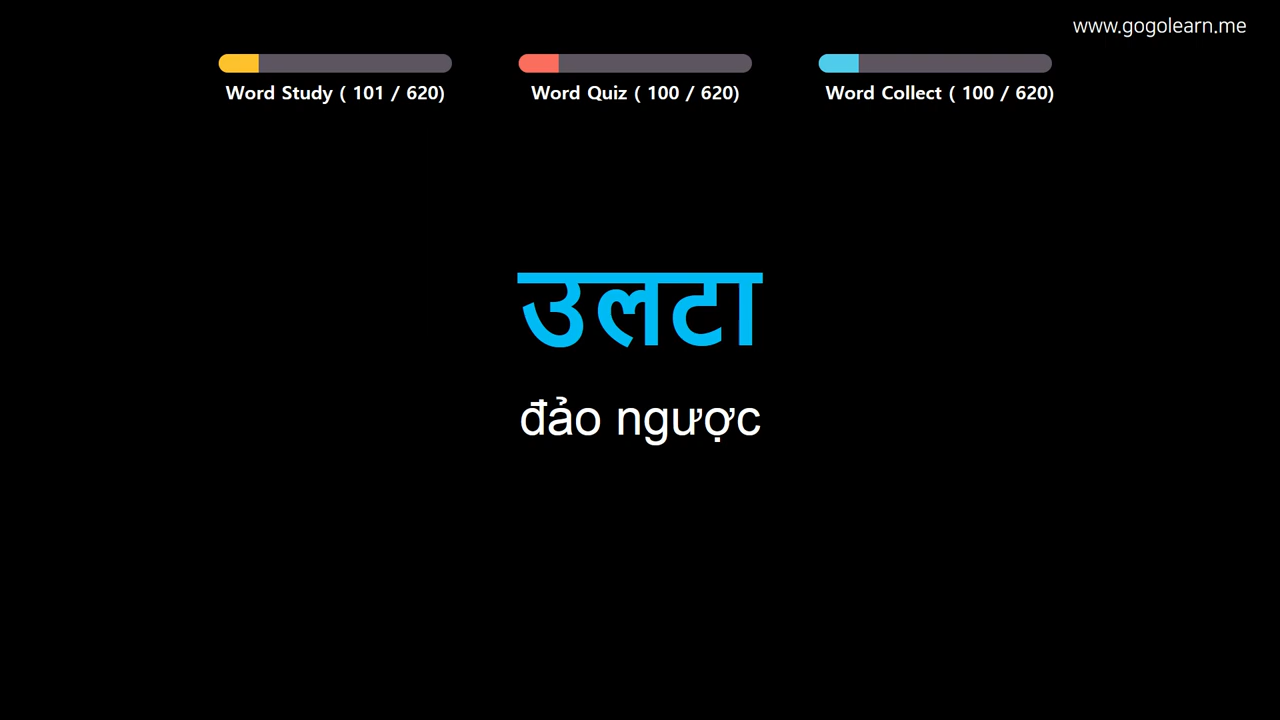 www.gogolearn.me
Word Study ( 101 / 620)
Word Quiz ( 100 / 620)
Word Collect ( 100 / 620)
उलटा
đảo ngược